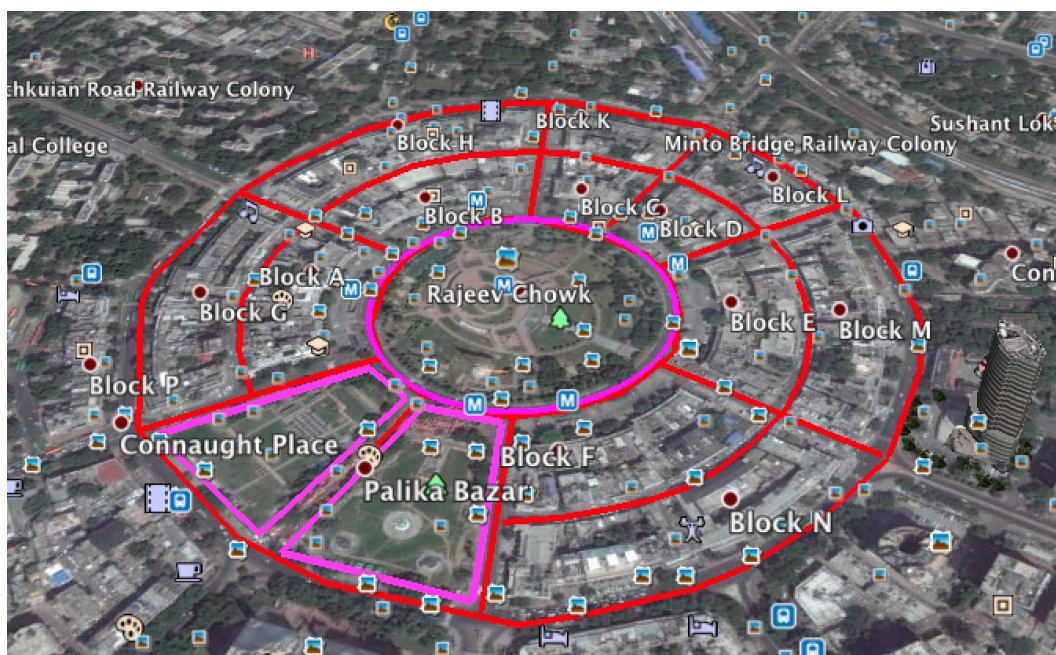 H
chkuian Road Railway Colony
Block K
Sushant Lok
al College
Block H
Minto Bridge Railway Colony
Block L
Block B
Block C
Block D
M
M
M
Block A
M
M
Rajeev Chowk
Con
Block G
Block E
Block M
Block P
M
M
Connaught Place
Block F
Palika Bazar
Block N